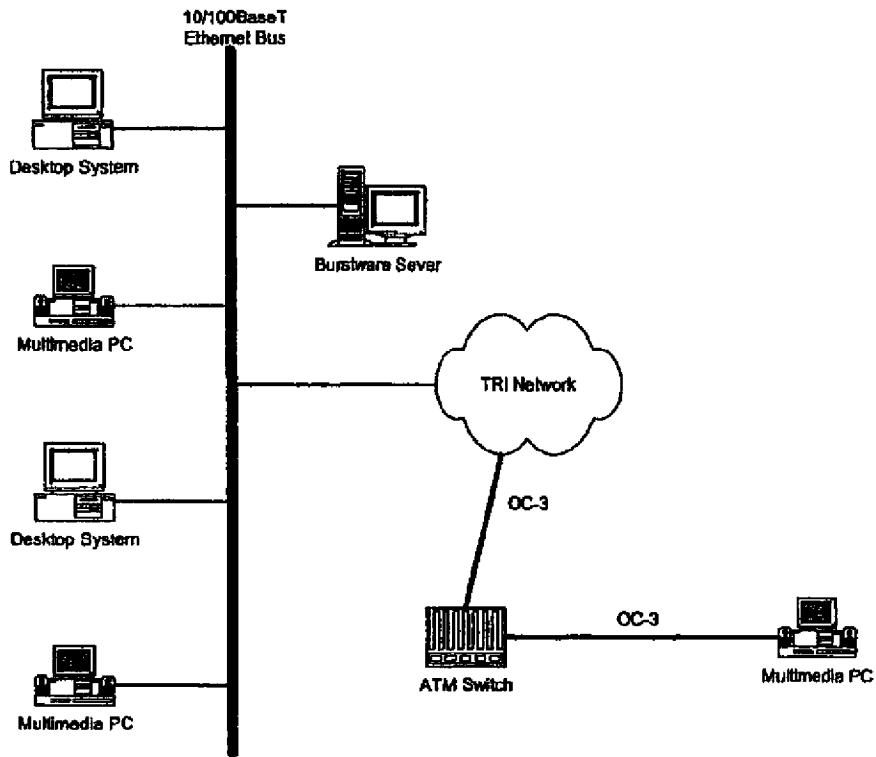 10/100BaseT
Ethernet Bus
Desktop System
Burstware Sever
Multimedia PC
TRI Network
Desktop System
OC-3
OC-3
ATM Switch
Multimedia PC
Multimedia PC